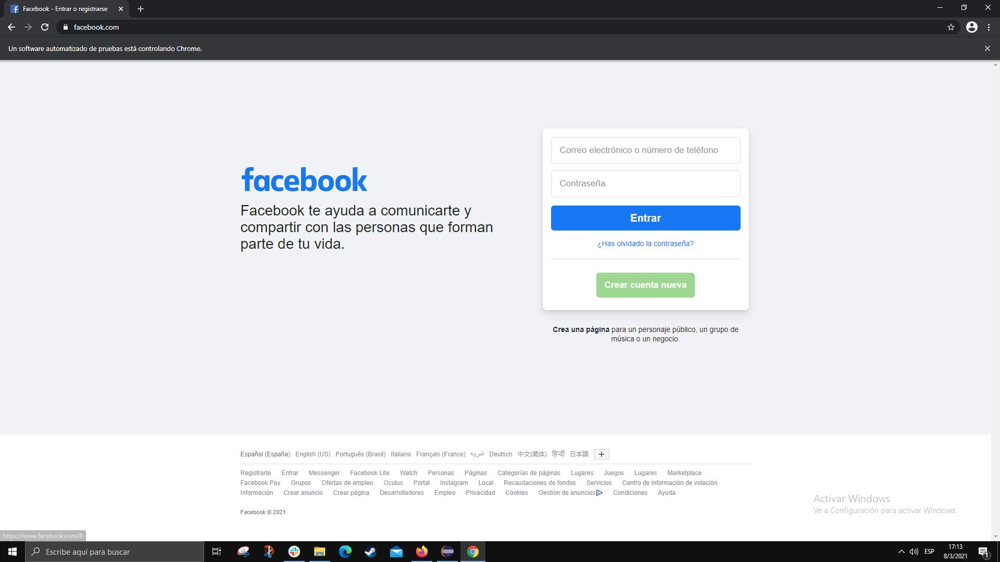 Facebook - Entrar o registrarse
facebook.com
Un software automatizado de pruebas está controlando Chrome.
facebook
Facebook te ayuda a comunicarte y
compartir con las personas que forman
parte de tu vida.
Correo electrónico o número de teléfono
Contraseña
Entrar
¿Has olvidado la contraseña?
Crear cuenta nueva
Crea una página para un personaje público, un grupo de
música o un negocio.
Español (España) English (US) Português (Brasil) Italiano Français (France) العربية Deutsch 中文(简体) हिन्दी 日本語 +
Registrarte Entrar Messenger Facebook Lite Watch Personas Páginas Categorías de páginas Lugares Juegos Lugares Marketplace
Facebook Pay Grupos Ofertas de empleo Oculus Portal Instagram Local Recaudaciones de fondos Servicios Centro de información de votación
Información Crear anuncio Crear página Desarrolladores Empleo Privacidad Cookies Gestión de anuncios Condiciones Ayuda
Facebook © 2021
Activar Windows
Ve a Configuración para activar Windows.
https://www.facebook.com/#
Escribe aquí para buscar
ESP
17:13
8/3/2021
1